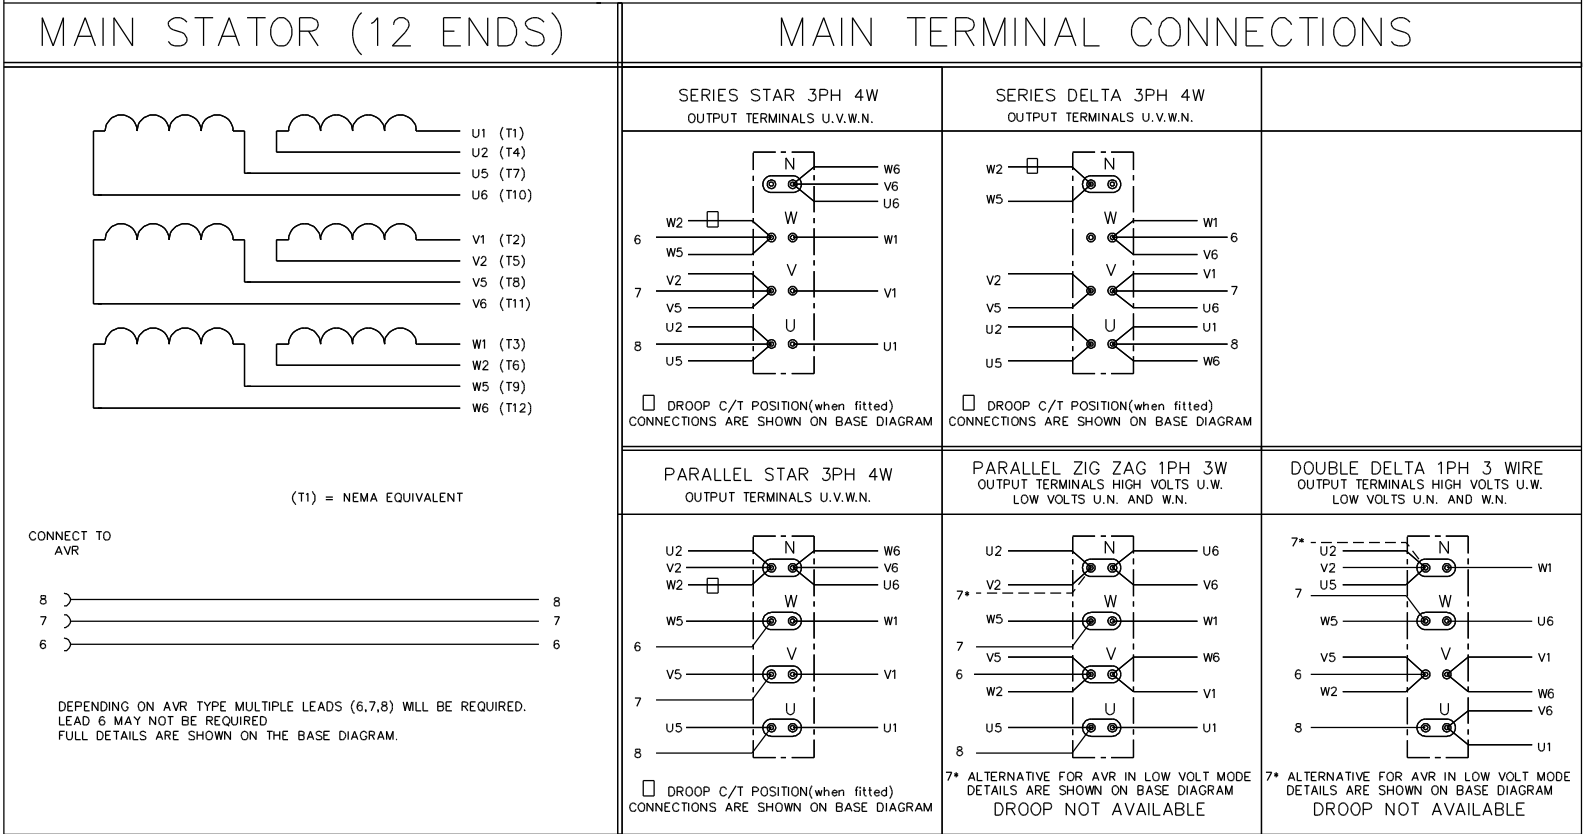 MAIN STATOR (12 ENDS)
U1 (T1)
U2 (T4)
U5 (T7)
U6 (T10)
V1 (T2)
V2 (T5)
V5 (T8)
V6 (T11)
W1 (T3)
W2 (T6)
W5 (T9)
W6 (T12)
(T1) = NEMA EQUIVALENT
CONNECT TO
AVR
8 8
7 7
6 6
DEPENDING ON AVR TYPE MULTIPLE LEADS (6,7,8) WILL BE REQUIRED.
LEAD 6 MAY NOT BE REQUIRED
FULL DETAILS ARE SHOWN ON THE BASE DIAGRAM.
MAIN TERMINAL CONNECTIONS
SERIES STAR 3PH 4W
OUTPUT TERMINALS U.V.W.N.
N
W6
V6
U6
W2 W
6 W1
W5
V2 V
7 V1
V5
U2 U
8 U1
U5
DROOP C/T POSITION(when fitted)
CONNECTIONS ARE SHOWN ON BASE DIAGRAM
SERIES DELTA 3PH 4W
OUTPUT TERMINALS U.V.W.N.
W2 N
W5
W W1
6
V6
V V1
V2
7
V5 U6
U2 U U1
8
U5 W6
DROOP C/T POSITION(when fitted)
CONNECTIONS ARE SHOWN ON BASE DIAGRAM
PARALLEL STAR 3PH 4W
OUTPUT TERMINALS U.V.W.N.
U2 N W6
V2 V6
W2 U6
W
W5 W1
6
V
V5 V1
7
U
U5 U1
8
DROOP C/T POSITION(when fitted)
CONNECTIONS ARE SHOWN ON BASE DIAGRAM
PARALLEL ZIG ZAG 1PH 3W
OUTPUT TERMINALS HIGH VOLTS U.W.
LOW VOLTS U.N. AND W.N.
U2 N U6
V2 V6
7*
W
W5 W1
7
V5 V W6
6
W2 V1
U
U5 U1
8
7* ALTERNATIVE FOR AVR IN LOW VOLT MODE
DETAILS ARE SHOWN ON BASE DIAGRAM
DROOP NOT AVAILABLE
DOUBLE DELTA 1PH 3 WIRE
OUTPUT TERMINALS HIGH VOLTS U.W.
LOW VOLTS U.N. AND W.N.
7*
U2 N
V2 W1
U5
7
W
W5 U6
V5 V V1
6
W2 W6
U V6
8
U1
7* ALTERNATIVE FOR AVR IN LOW VOLT MODE
DETAILS ARE SHOWN ON BASE DIAGRAM
DROOP NOT AVAILABLE